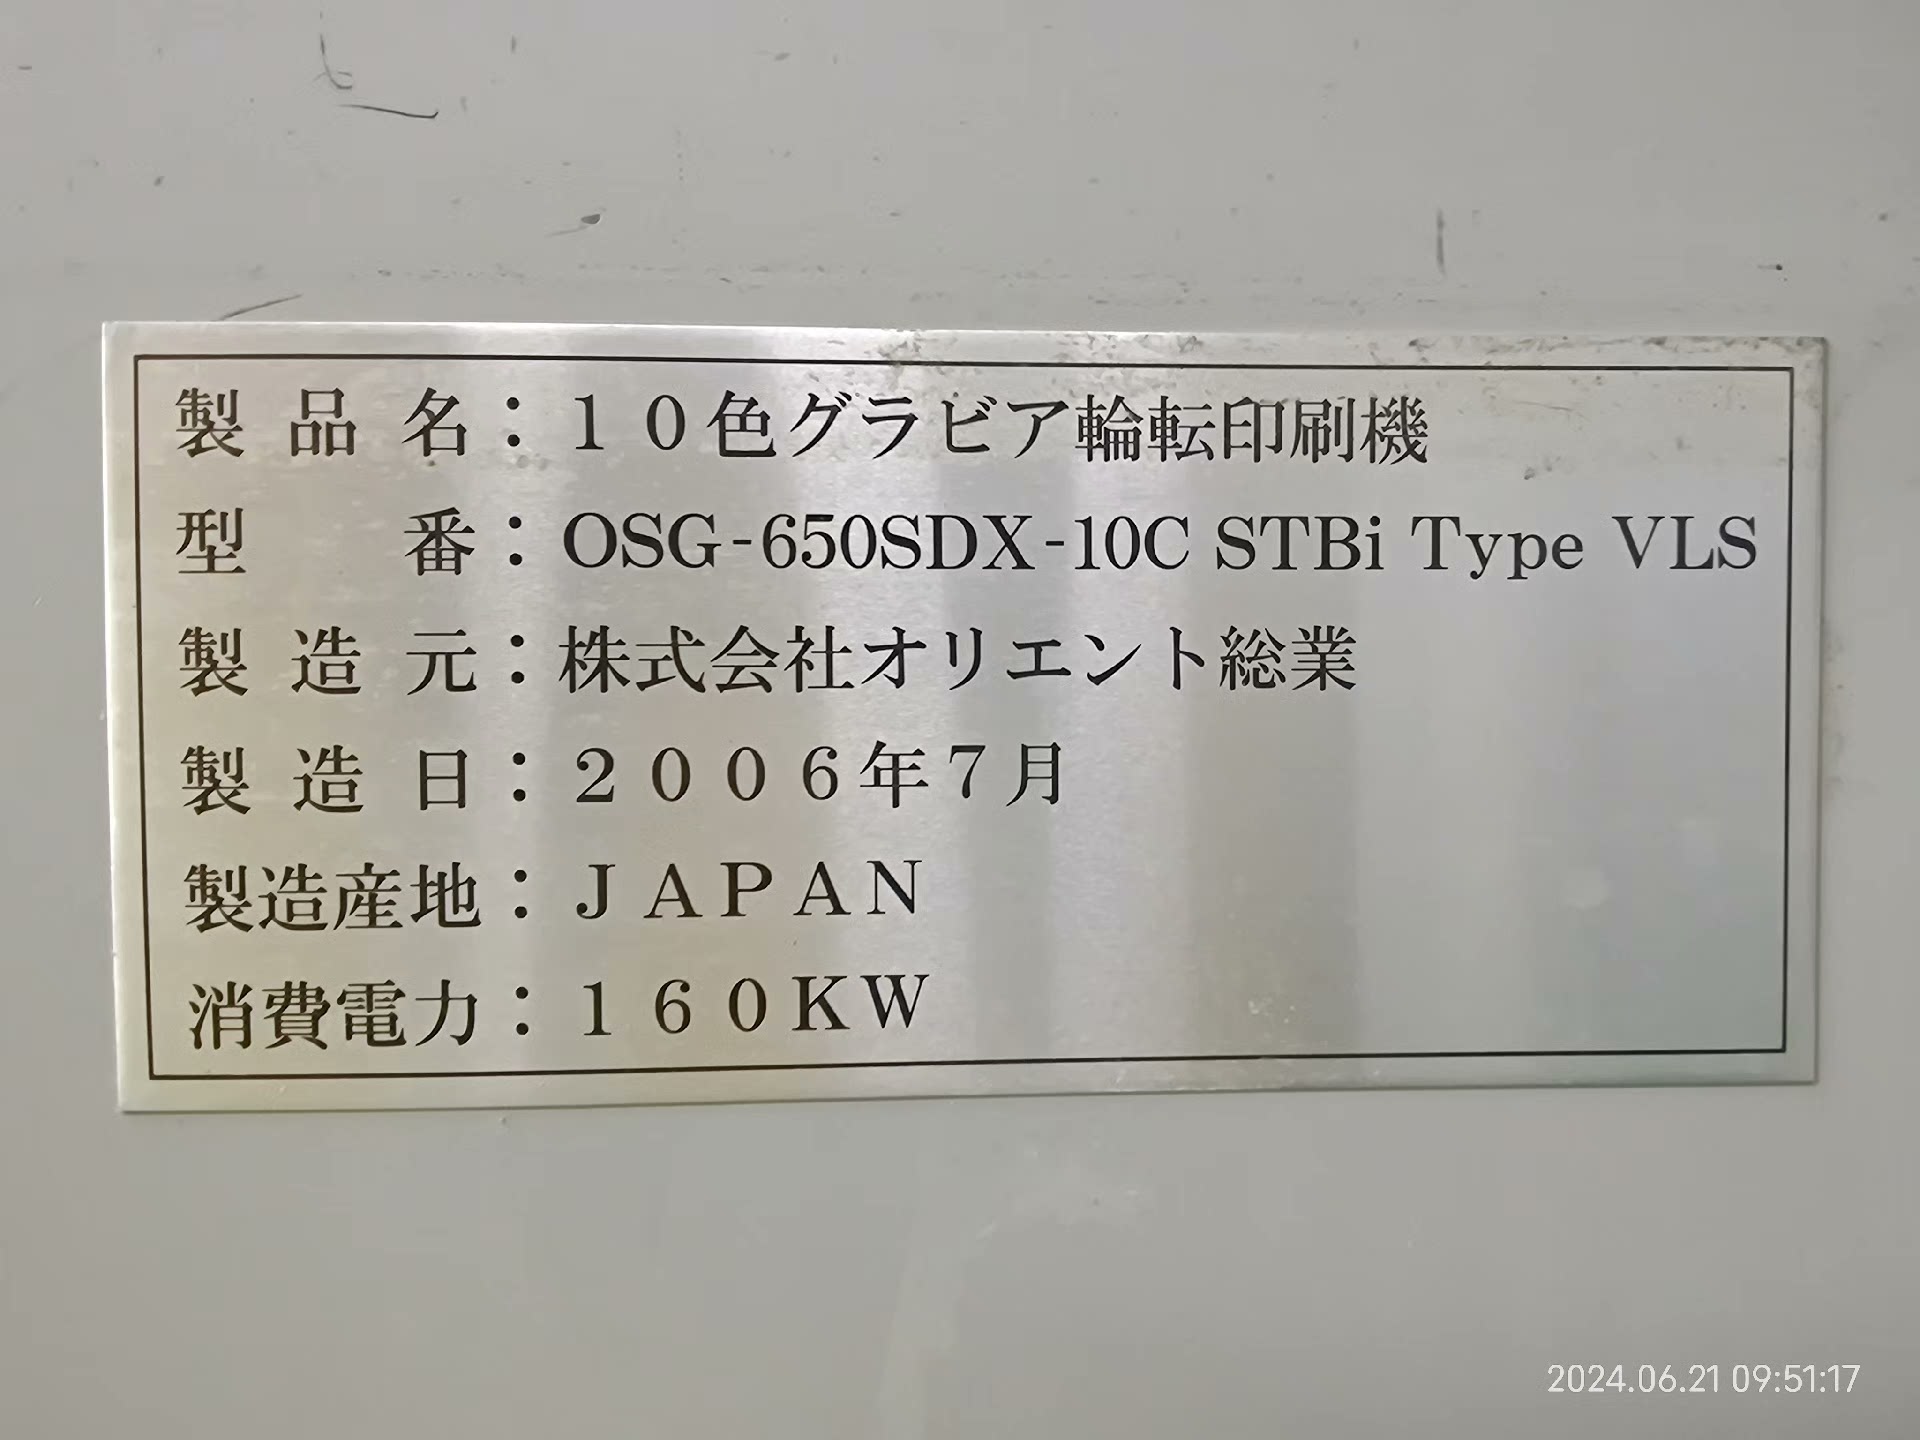 製品名：１０色グラビア輪転印刷機
型番：OSG-650SDX-10C STBi Type VLS
製造元：株式会社オリエント総業
製造日：２００６年７月
製造産地：ＪＡＰＡＮ
消費電力：１６０ＫＷ
2024.06.21 09:51:17